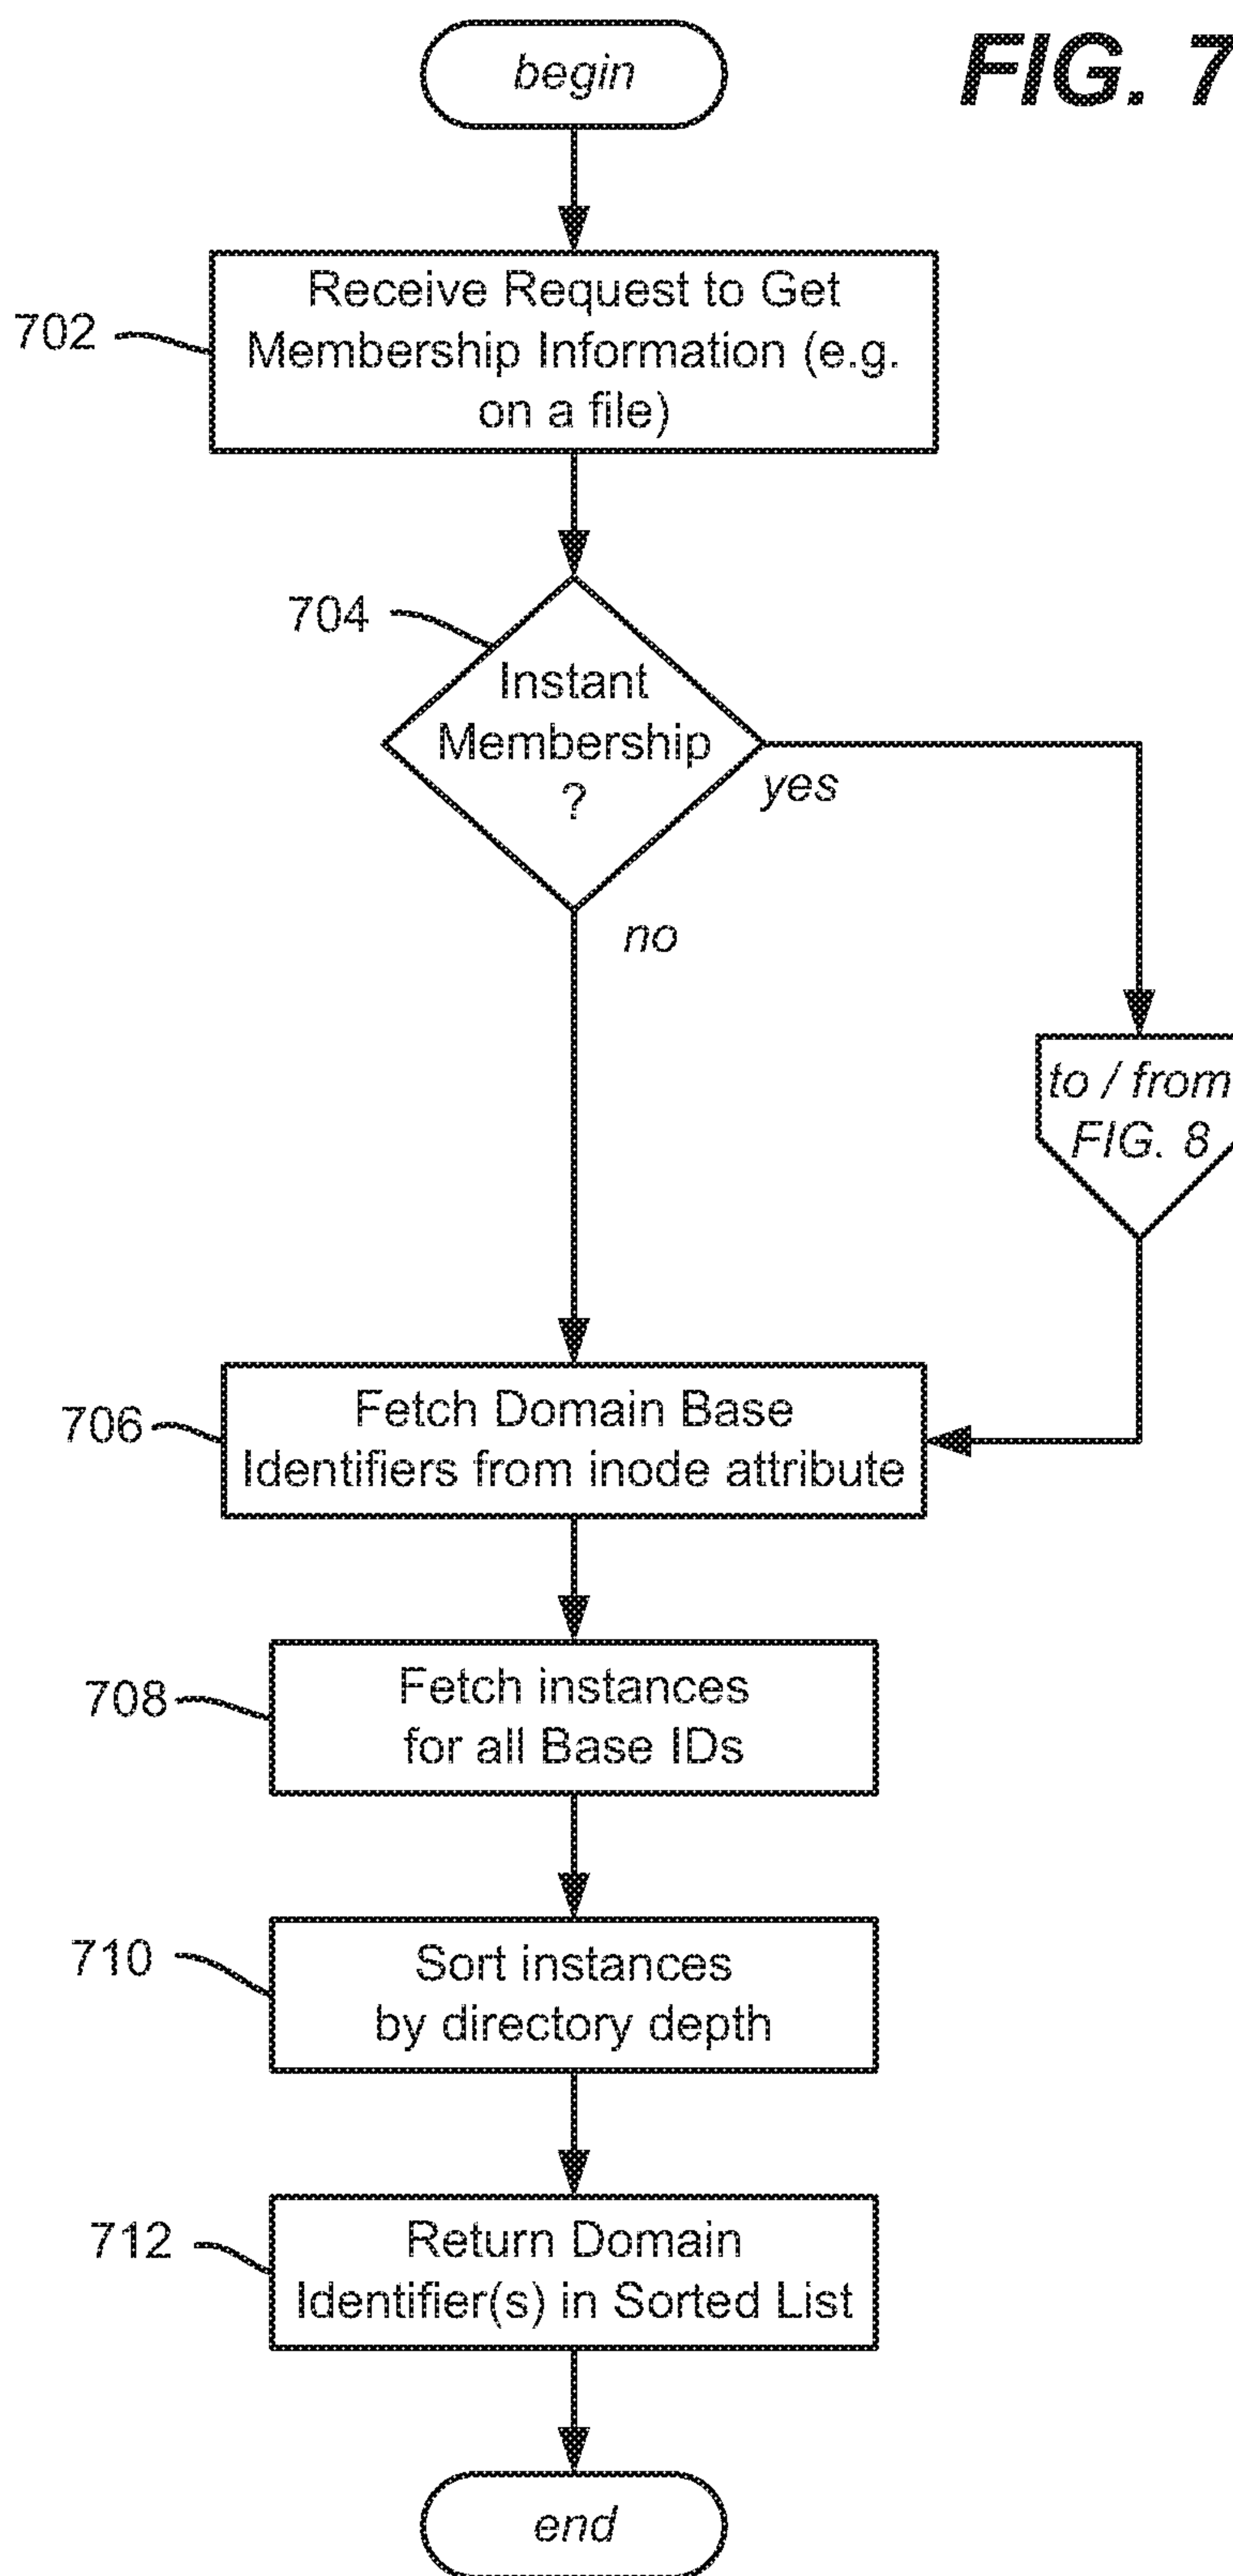 begin
FIG. 7
Receive Request to Get
702
Membership Information (e.g.
on a file)
704
Instant
Membership
?
yes
no
to / from
FIG. 8
706
Fetch Domain Base
Identifiers from inode attribute
708
Fetch instances
for all Base IDs
710
Sort instances
by directory depth
712
Return Domain
Identifier(s) in Sorted List
end